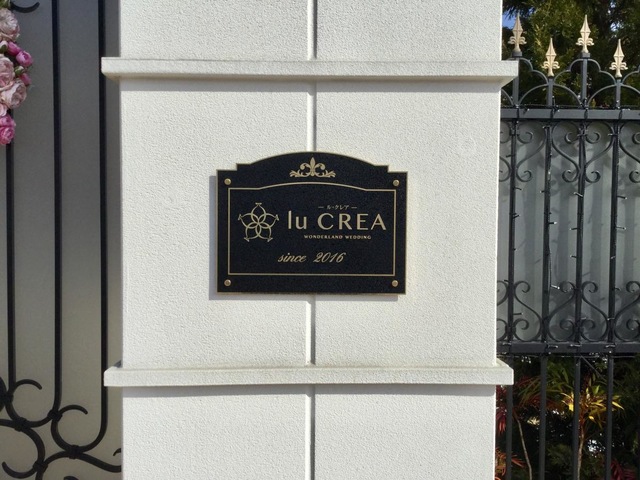 — ル・クレア —
lu CREA
WONDERLAND WEDDING
since 2016